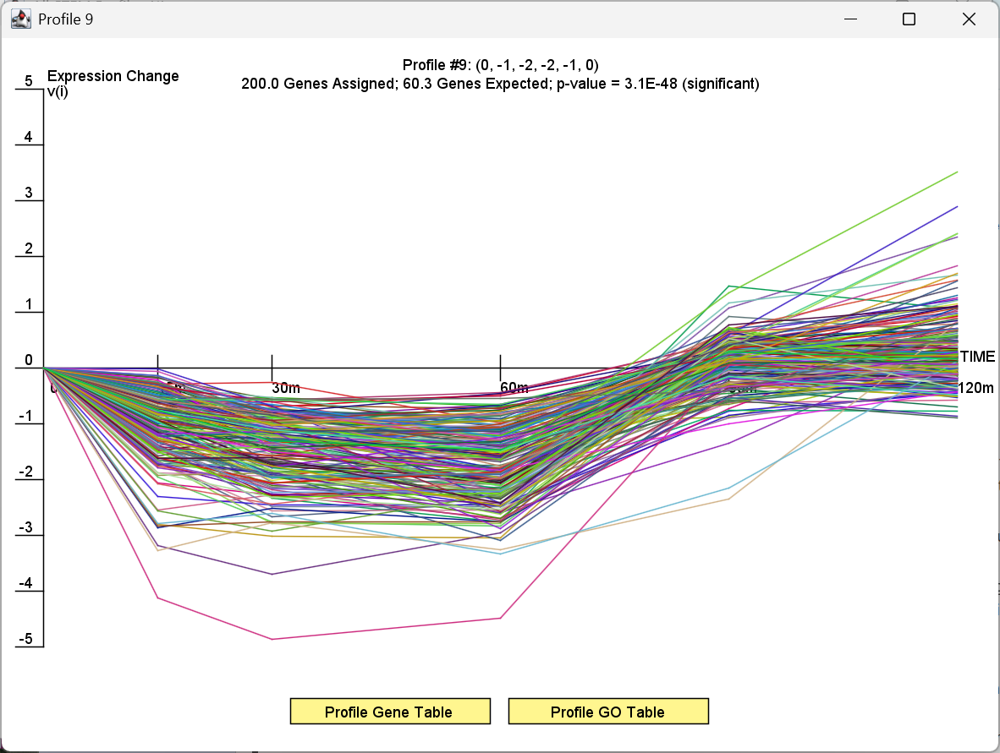 Profile 9
Profile #9: (0, -1, -2, -2, -1, 0)
200.0 Genes Assigned; 60.3 Genes Expected; p-value = 3.1E-48 (significant)
Expression Change
v(i)
5
4
3
2
1
0
-1
-2
-3
-4
-5
30m
60m
120m
TIME
Profile Gene Table
Profile GO Table